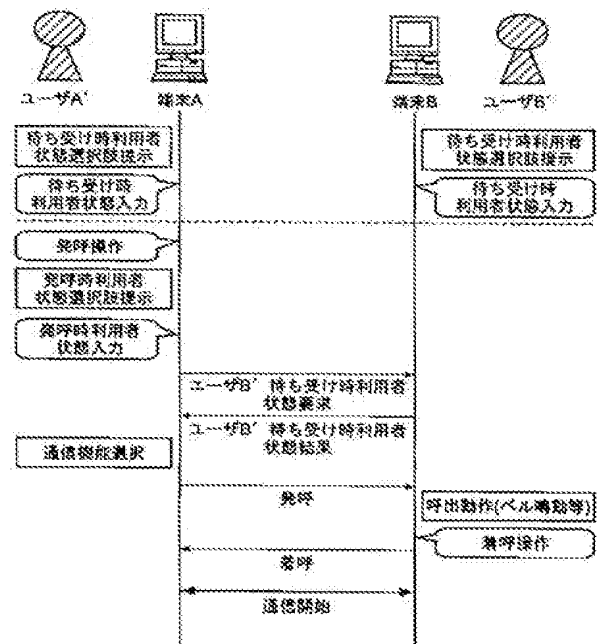 ユーザA'
端末A
端末B
ユーザB'
待ち受け時利用者
状態選択肢提示
待ち受け時利用者
状態選択肢提示
待ち受け時
利用者状態入力
待ち受け時
利用者状態入力
発呼操作
発呼時利用者
状態選択肢提示
発呼時利用者
状態入力
ユーザB' 待ち受け時利用者
状態要求
ユーザB' 待ち受け時利用者
状態結果
通信機能選択
発呼
呼出動作(ベル鳴動等)
着呼操作
着呼
通信開始